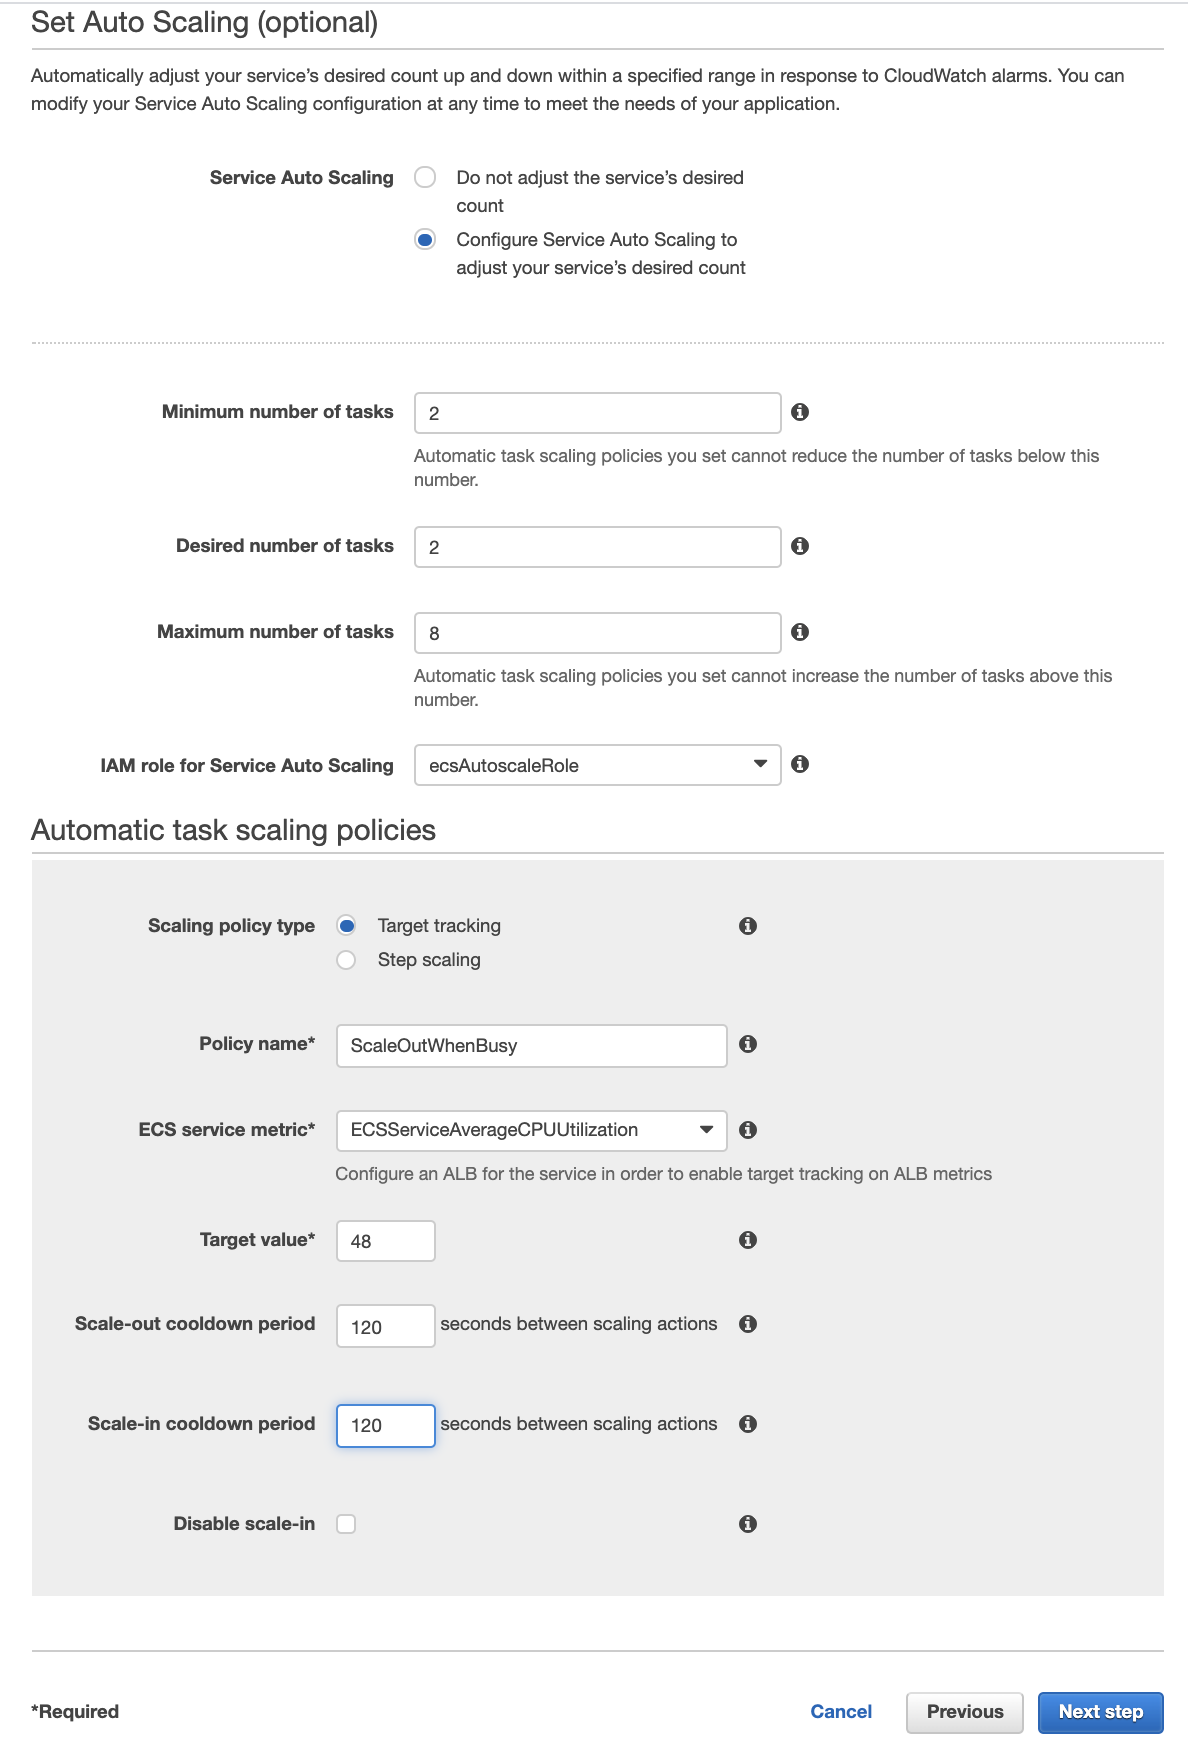 Set Auto Scaling (optional)
Automatically adjust your service’s desired count up and down within a specified range in response to CloudWatch alarms. You can
modify your Service Auto Scaling configuration at any time to meet the needs of your application.
Service Auto Scaling
Do not adjust the service’s desired
count
Configure Service Auto Scaling to
adjust your service’s desired count
Minimum number of tasks 2
Automatic task scaling policies you set cannot reduce the number of tasks below this
number.
Desired number of tasks 2
Maximum number of tasks 8
Automatic task scaling policies you set cannot increase the number of tasks above this
number.
IAM role for Service Auto Scaling ecsAutoscaleRole
Automatic task scaling policies
Scaling policy type Target tracking
Step scaling
Policy name* ScaleOutWhenBusy
ECS service metric* ECSServiceAverageCPUUtilization
Configure an ALB for the service in order to enable target tracking on ALB metrics
Target value* 48
Scale-out cooldown period 120 seconds between scaling actions
Scale-in cooldown period 120 seconds between scaling actions
Disable scale-in
*Required Cancel Previous Next step